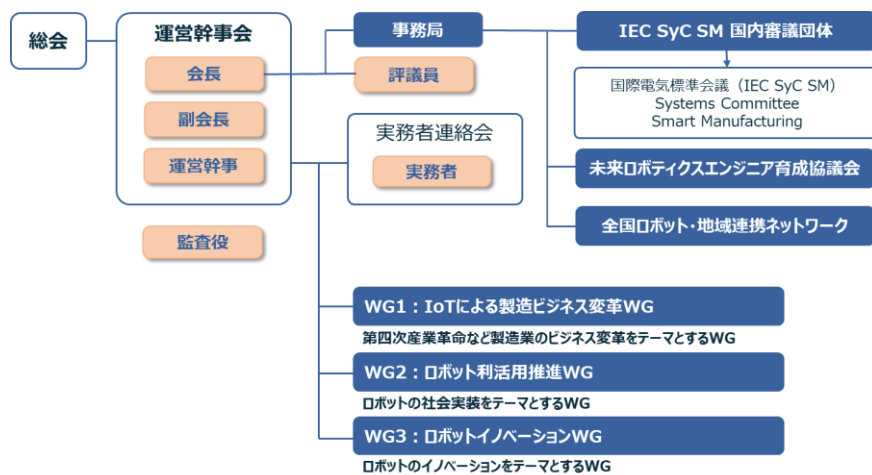 総会
運営幹事会
会長
副会長
運営幹事
監査役
事務局
評議員
実務者連絡会
実務者
IEC SyC SM 国内審議団体
国際電気標準会議（IEC SyC SM）
Systems Committee
Smart Manufacturing
未来ロボティクスエンジニア育成協議会
全国ロボット・地域連携ネットワーク
WG1：IoTによる製造ビジネス変革WG
第四次産業革命など製造業のビジネス変革をテーマとするWG
WG2：ロボット利活用推進WG
ロボットの社会実装をテーマとするWG
WG3：ロボットイノベーションWG
ロボットのイノベーションをテーマとするWG